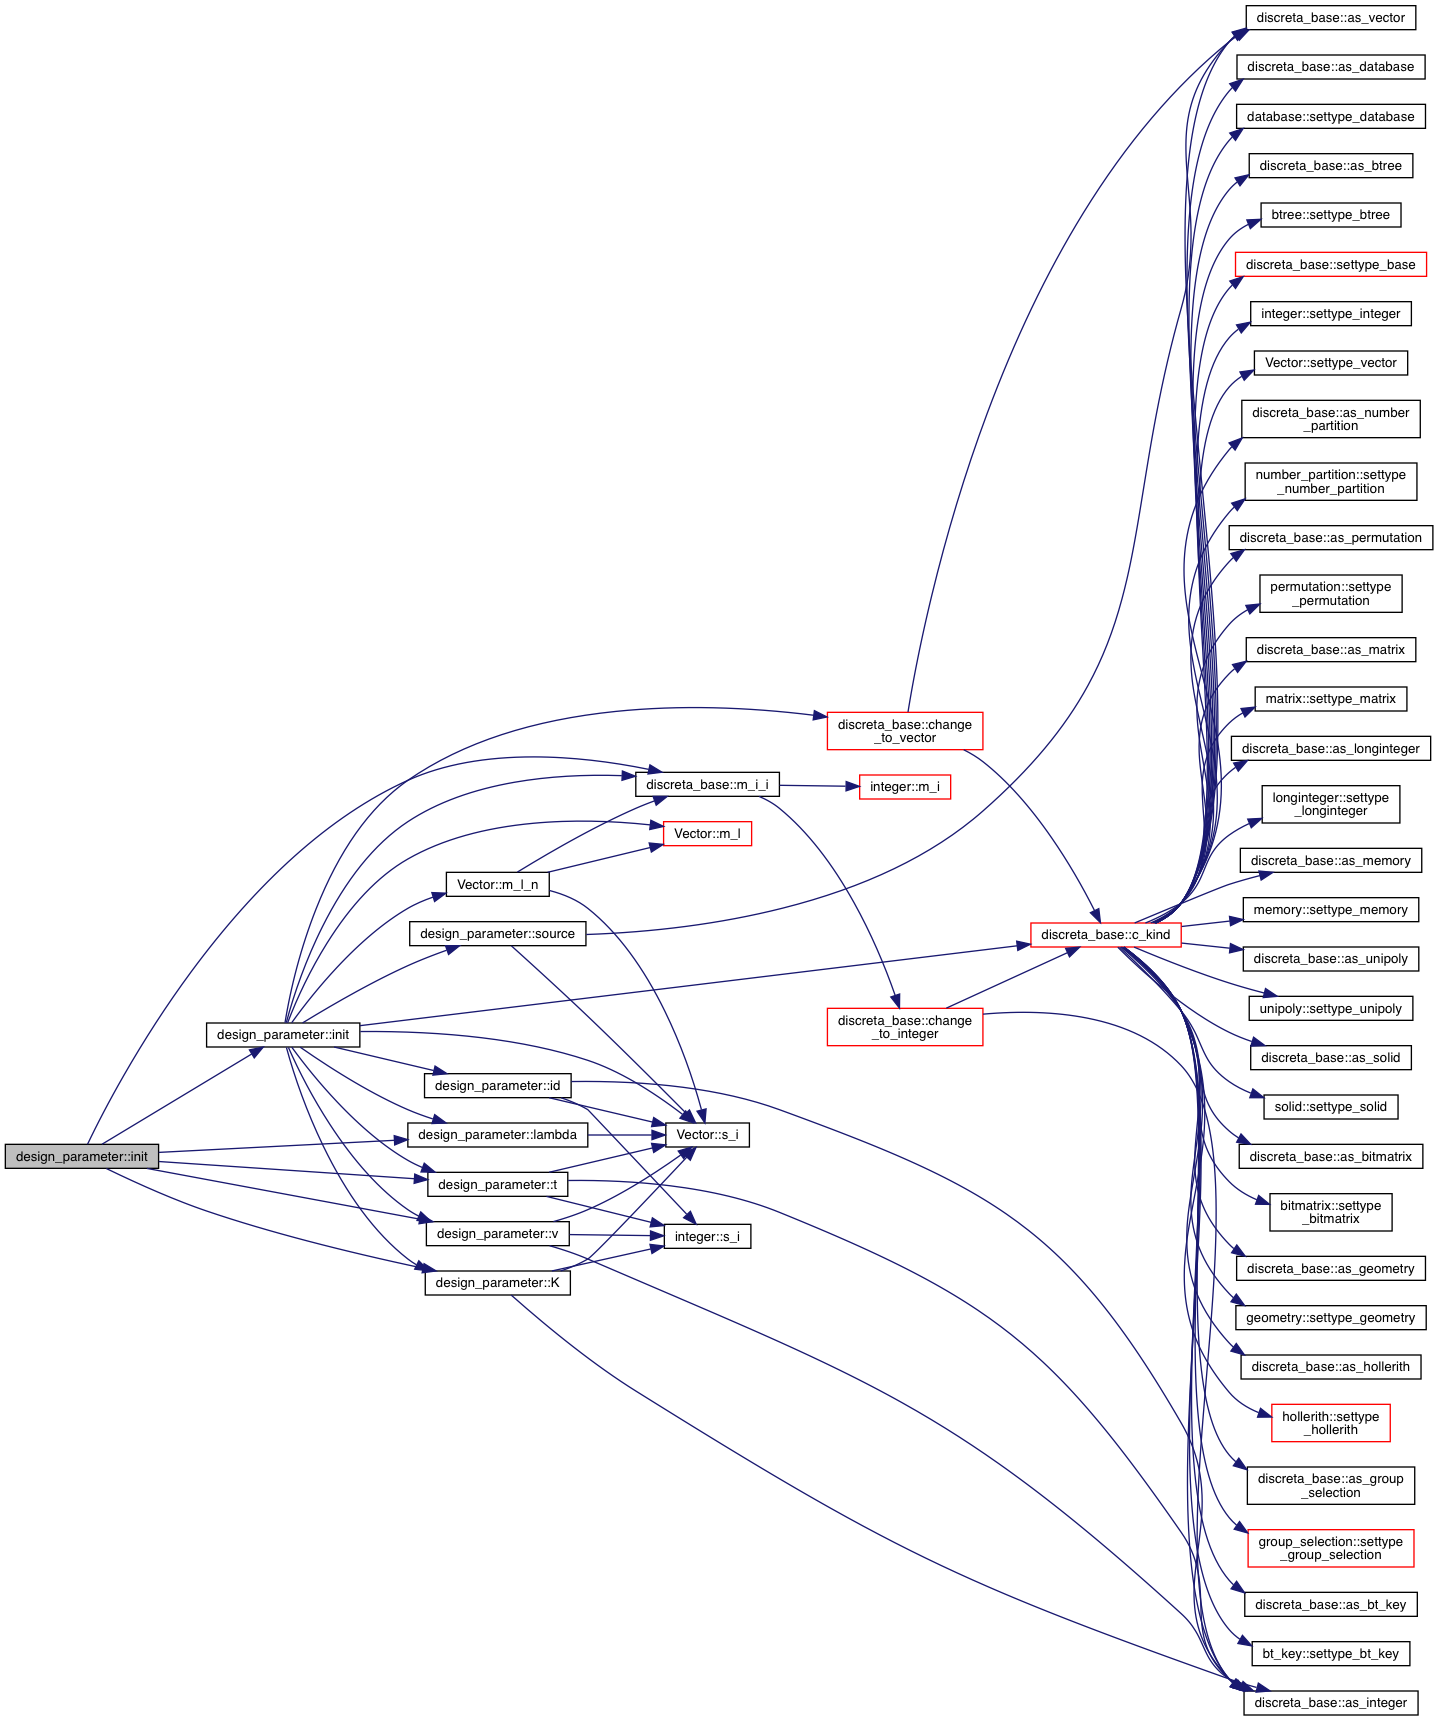 discreta_base::as_vector
discreta_base::as_database
database::settype_database
discreta_base::as_btree
btree::settype_btree
discreta_base::settype_base
integer::settype_integer
Vector::settype_vector
discreta_base::as_number
_partition
number_partition::settype
_number_partition
discreta_base::as_permutation
permutation::settype
_permutation
discreta_base::as_matrix
matrix::settype_matrix
discreta_base::change
_to_vector
discreta_base::as_longinteger
discreta_base::m_i_i
integer::m_i
longinteger::settype
_longinteger
Vector::m_l
discreta_base::as_memory
Vector::m_l_n
memory::settype_memory
design_parameter::source
discreta_base::c_kind
discreta_base::as_unipoly
unipoly::settype_unipoly
discreta_base::change
_to_integer
design_parameter::init
discreta_base::as_solid
design_parameter::id
solid::settype_solid
design_parameter::lambda
Vector::s_i
design_parameter::init
discreta_base::as_bitmatrix
design_parameter::t
bitmatrix::settype
_bitmatrix
design_parameter::v
integer::s_i
discreta_base::as_geometry
design_parameter::K
geometry::settype_geometry
discreta_base::as_hollerith
hollerith::settype
_hollerith
discreta_base::as_group
_selection
group_selection::settype
_group_selection
discreta_base::as_bt_key
bt_key::settype_bt_key
discreta_base::as_integer